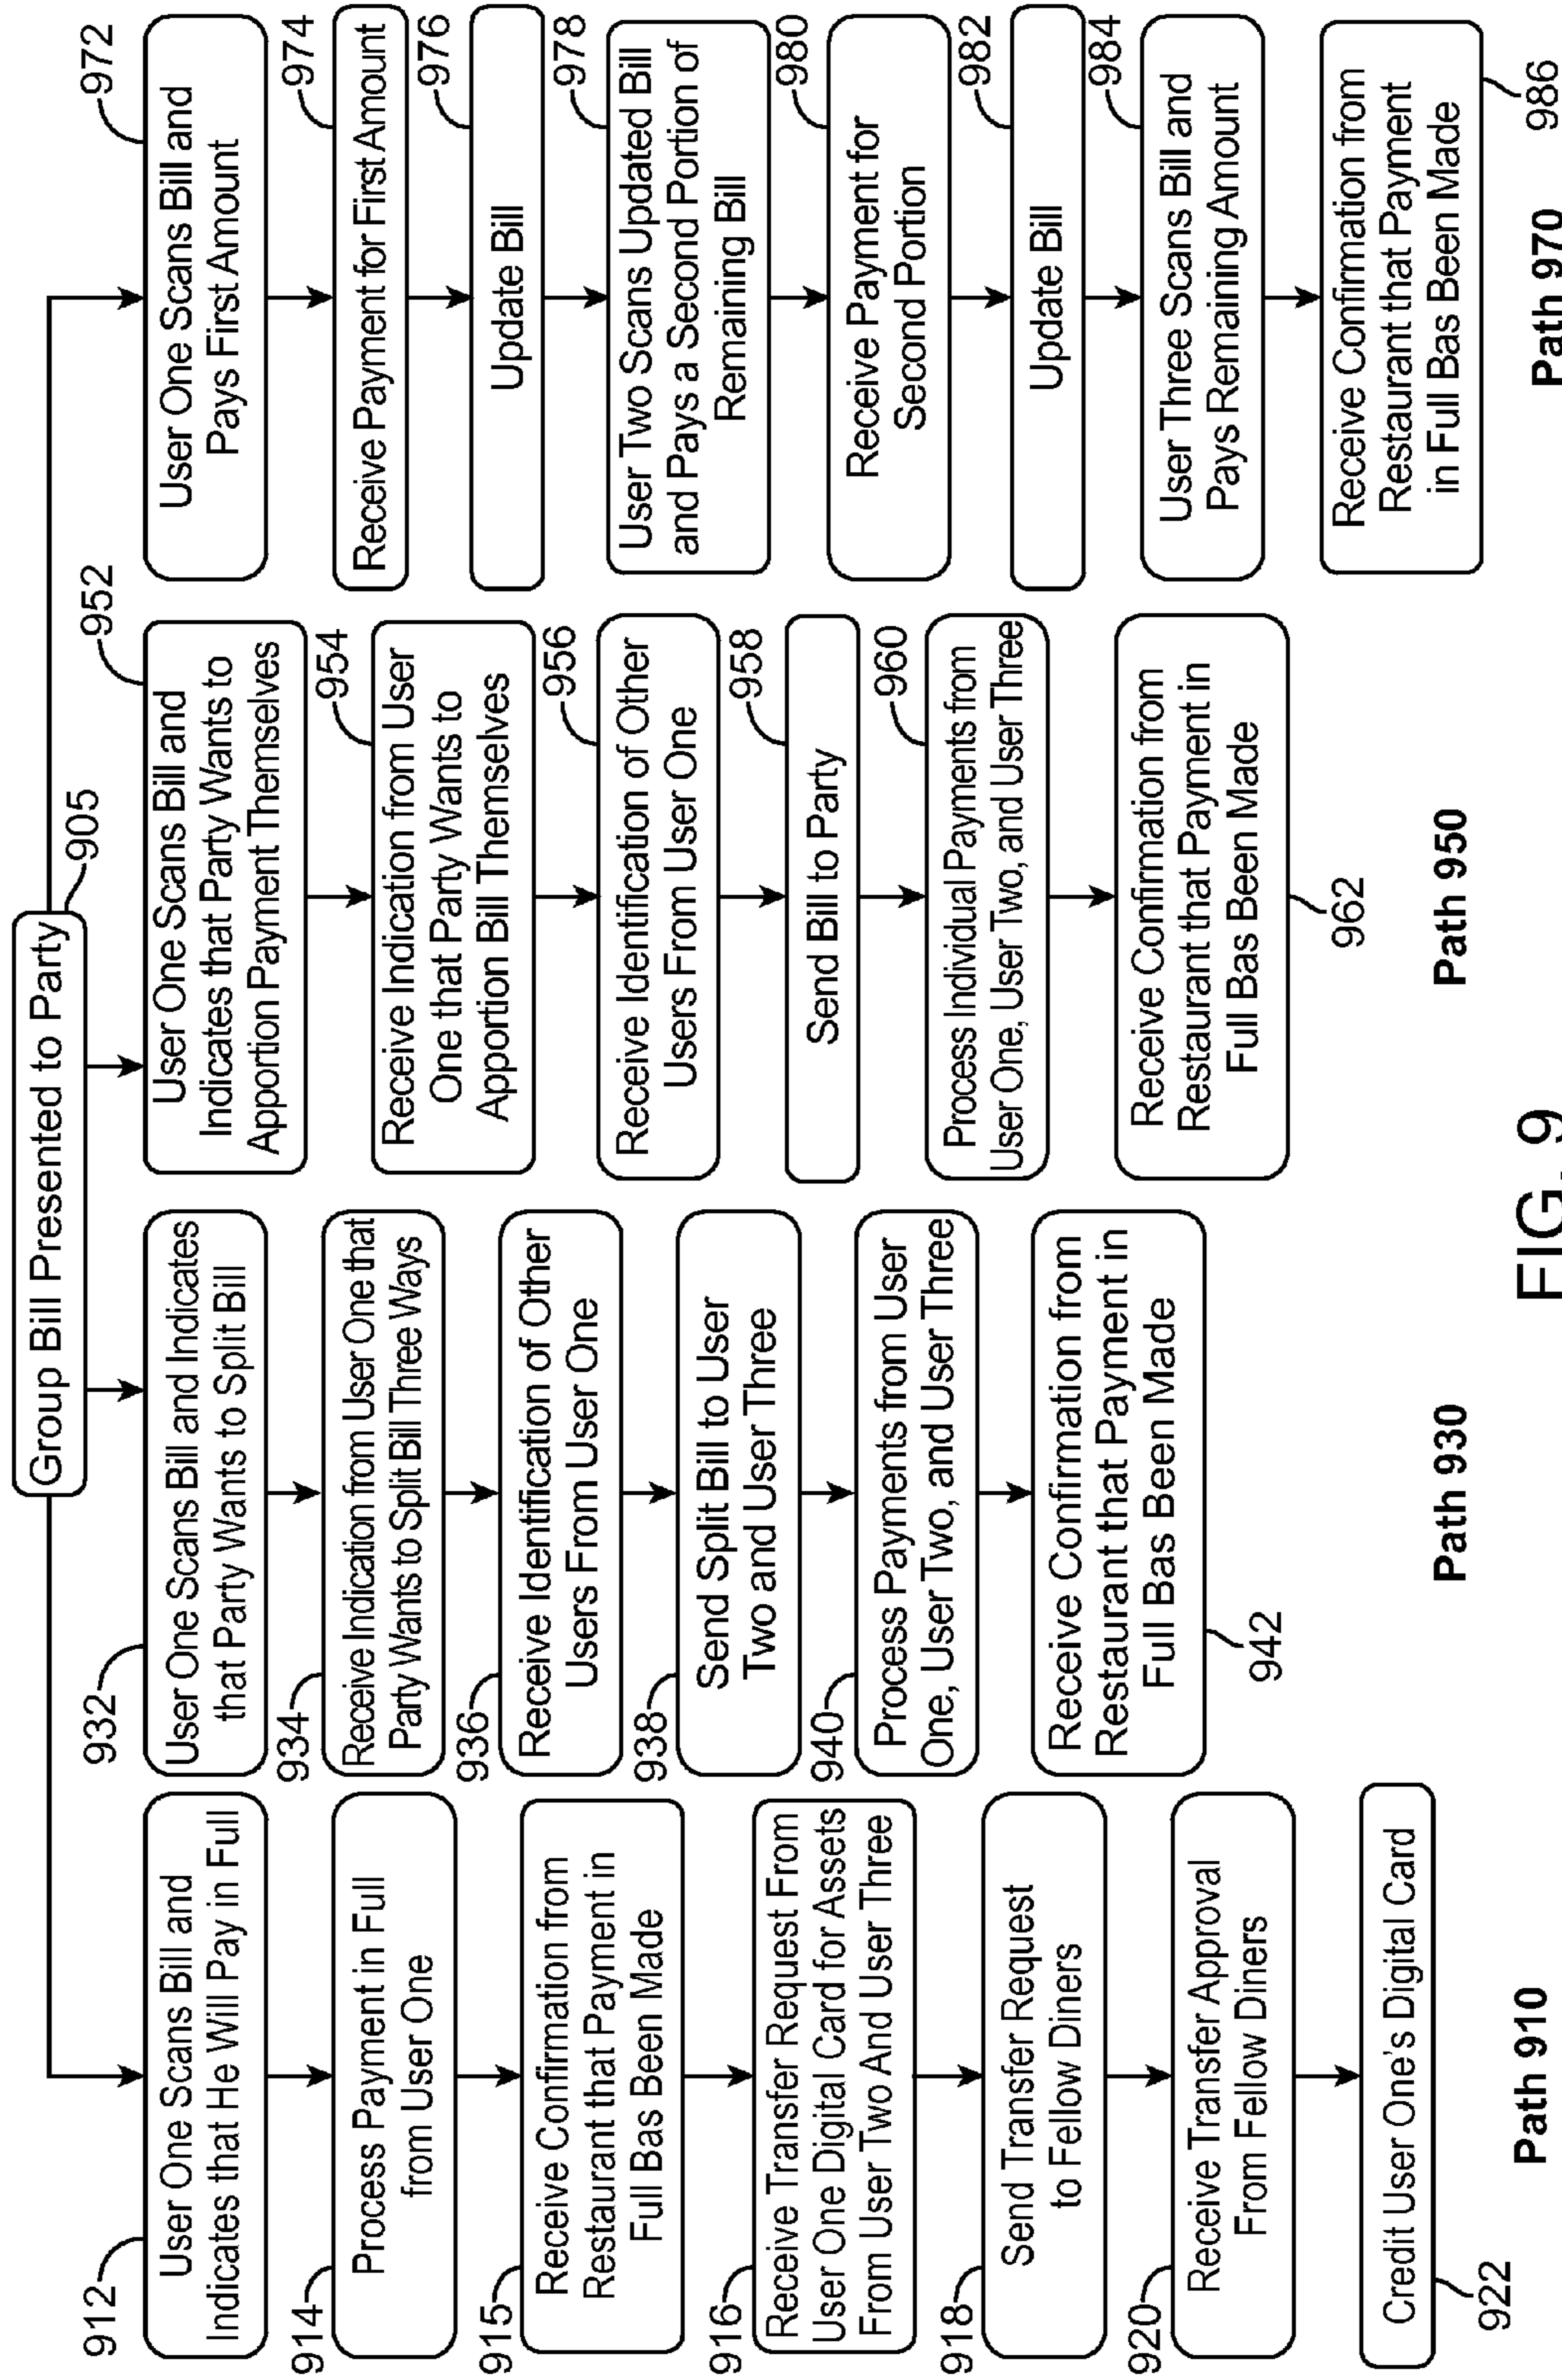 Group Bill Presented to Party
905
912
User One Scans Bill and
Indicates that He Will Pay in Full
914
Process Payment in Full
from User One
915
Receive Confirmation from
Restaurant that Payment in
Full Bas Been Made
916
Receive Transfer Request From
User One Digital Card for Assets
From User Two And User Three
918
Send Transfer Request
to Fellow Diners
920
Receive Transfer Approval
From Fellow Diners
Credit User One's Digital Card
922
Path 910
932
User One Scans Bill and Indicates
that Party Wants to Split Bill
934
Receive Indication from User One that
Party Wants to Split Bill Three Ways
936
Receive Identification of Other
Users From User One
938
Send Split Bill to User
Two and User Three
940
Process Payments from User
One, User Two, and User Three
Receive Confirmation from
Restaurant that Payment in
Full Bas Been Made
942
Path 930
952
User One Scans Bill and
Indicates that Party Wants to
Apportion Payment Themselves
954
Receive Indication from User
One that Party Wants to
Apportion Bill Themselves
956
Receive Identification of Other
Users From User One
958
Send Bill to Party
960
Process Individual Payments from
User One, User Two, and User Three
Receive Confirmation from
Restaurant that Payment in
Full Bas Been Made
962
Path 950
972
User One Scans Bill and
Pays First Amount
974
Receive Payment for First Amount
976
Update Bill
978
User Two Scans Updated Bill
and Pays a Second Portion of
Remaining Bill
980
Receive Payment for
Second Portion
982
Update Bill
984
User Three Scans Bill and
Pays Remaining Amount
Receive Confirmation from
Restaurant that Payment
in Full Bas Been Made
986
Path 970
FIG. 9